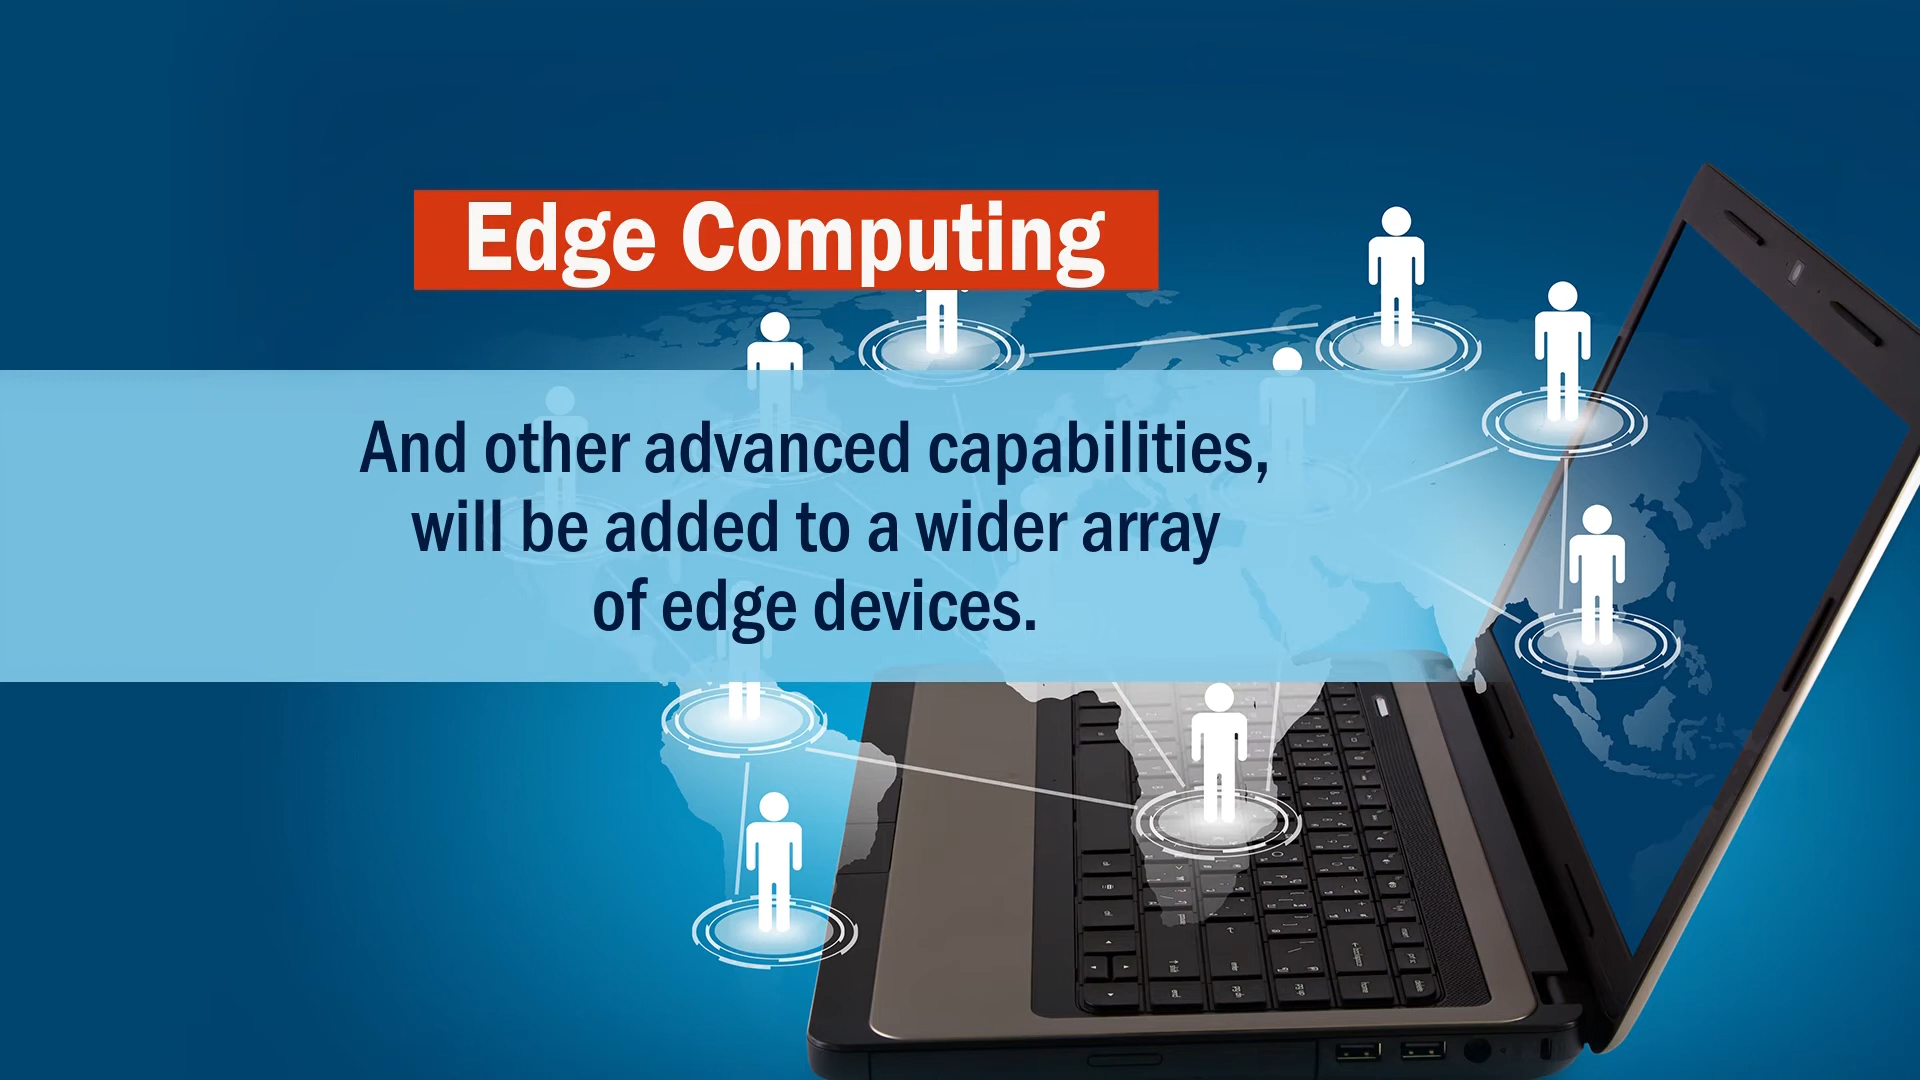 Edge Computing
And other advanced capabilities,
will be added to a wider array
of edge devices.